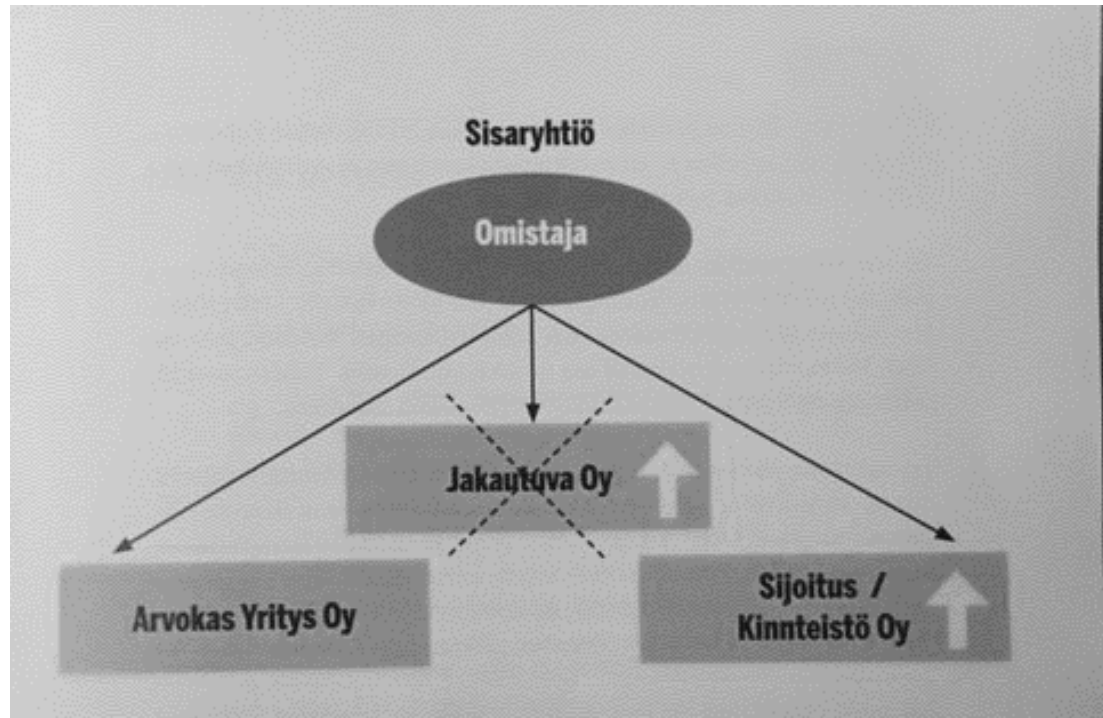 Sisaryhtiö
Omistaja
Jakautuva Oy
Arvokas Yritys Oy
Sijoitus /
Kinnteistö Oy